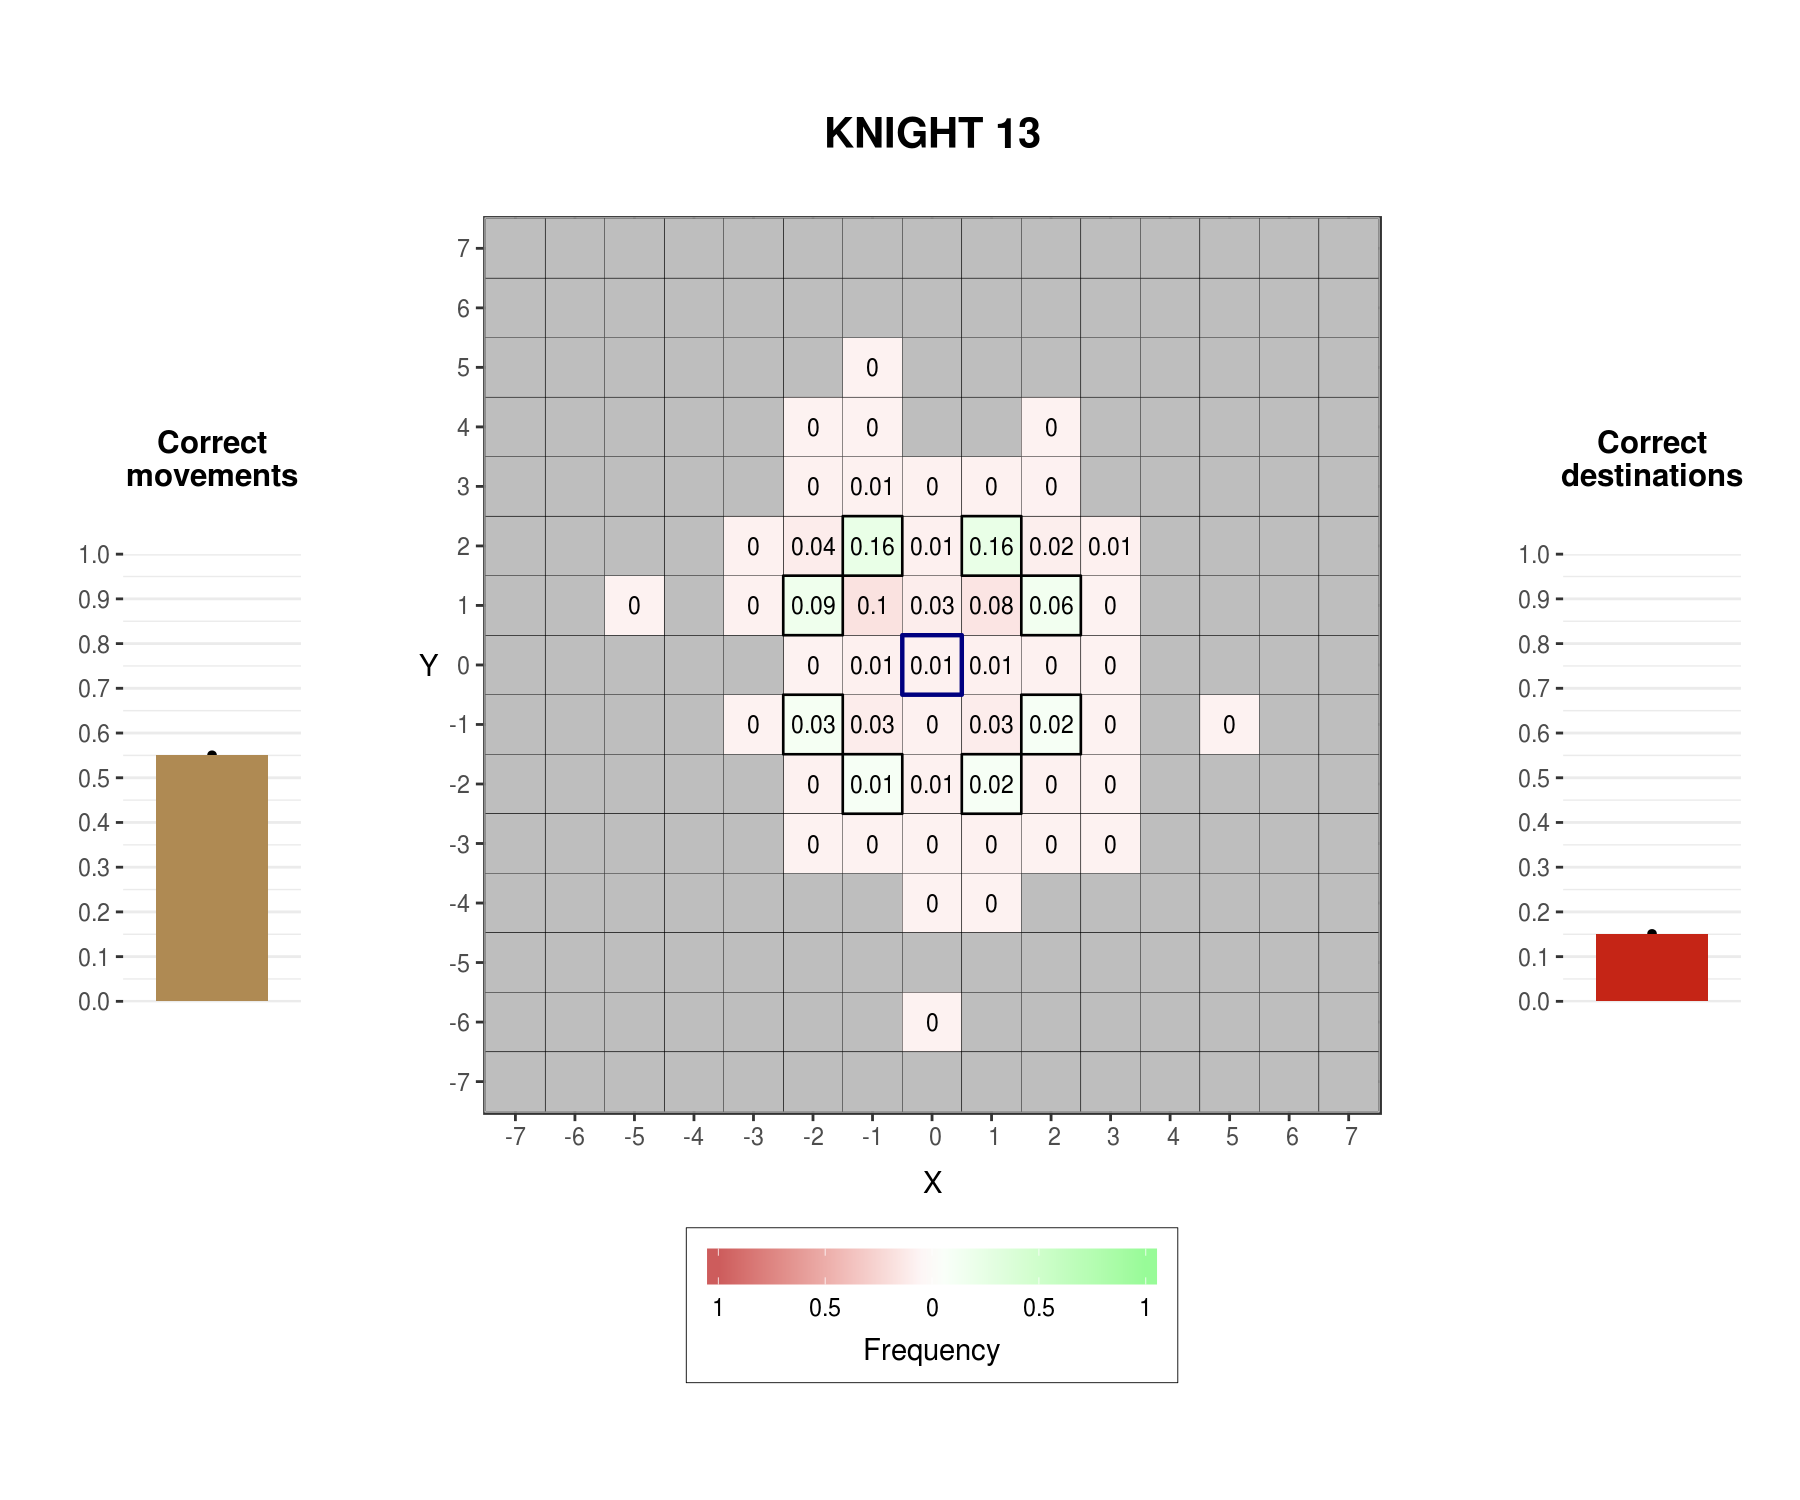 KNIGHT 13
Correct
movements
1.0
0.9
0.8
0.7
0.6
0.5
0.4
0.3
0.2
0.1
0.0
Y
7
6
5
4
3
2
1
0
-1
-2
-3
-4
-5
-6
-7
0
0 0 0
0 0.01 0 0 0
0 0.04 0.16 0.01 0.16 0.02 0.01
0 0 0.09 0.1 0.03 0.08 0.06 0
0 0.01 0.01 0.01 0 0
0 0.03 0.03 0 0.03 0.02 0 0
0 0.01 0.01 0.02 0 0
0 0 0 0 0 0
0 0
0
-7 -6 -5 -4 -3 -2 -1 0 1 2 3 4 5 6 7
X
1 0.5 0 0.5 1
Frequency
Correct
destinations
1.0
0.9
0.8
0.7
0.6
0.5
0.4
0.3
0.2
0.1
0.0